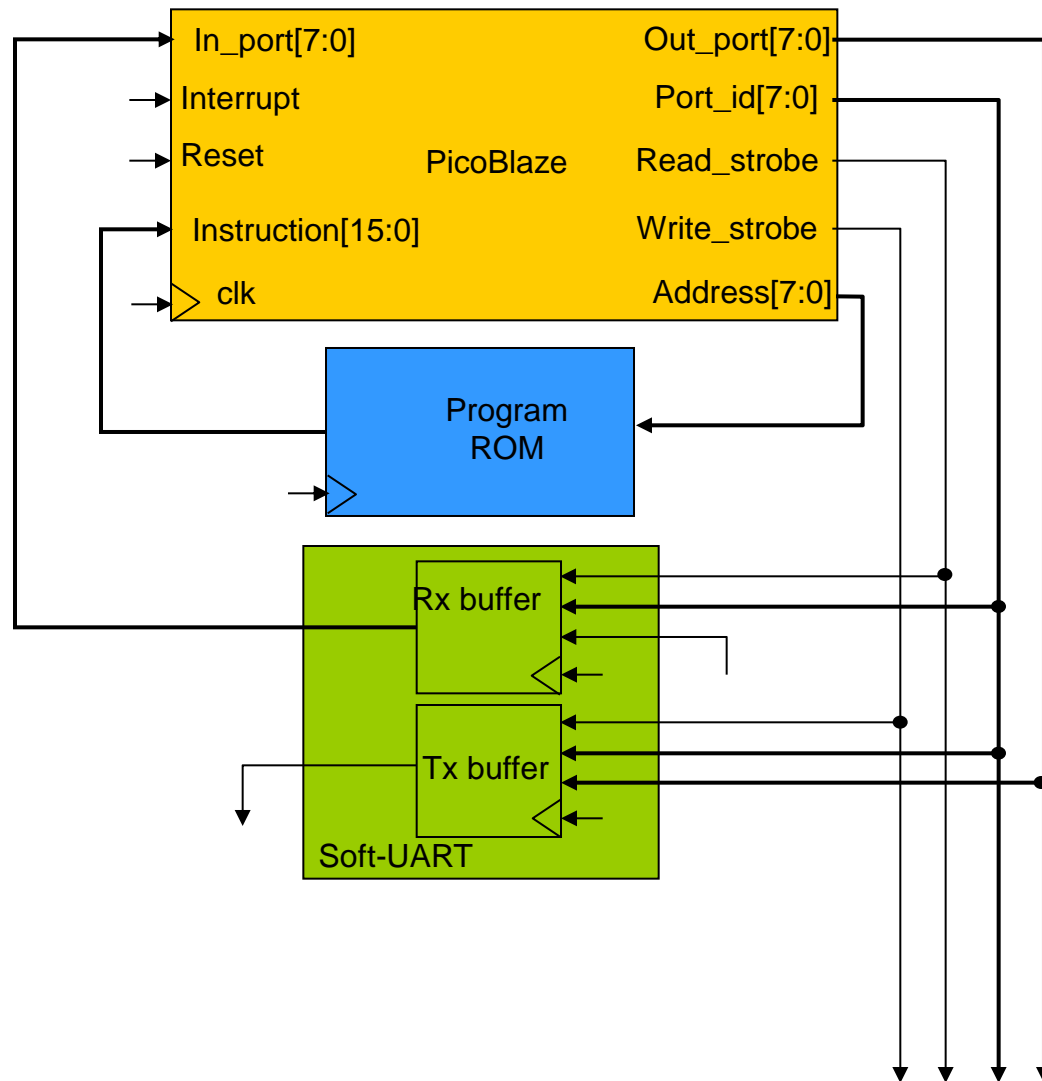 In_port[7:0]
Out_port[7:0]
Interrupt
Port_id[7:0]
Reset
PicoBlaze
Read_strobe
Instruction[15:0]
Write_strobe
clk
Address[7:0]
Program
ROM
Rx buffer
Tx buffer
Soft-UART